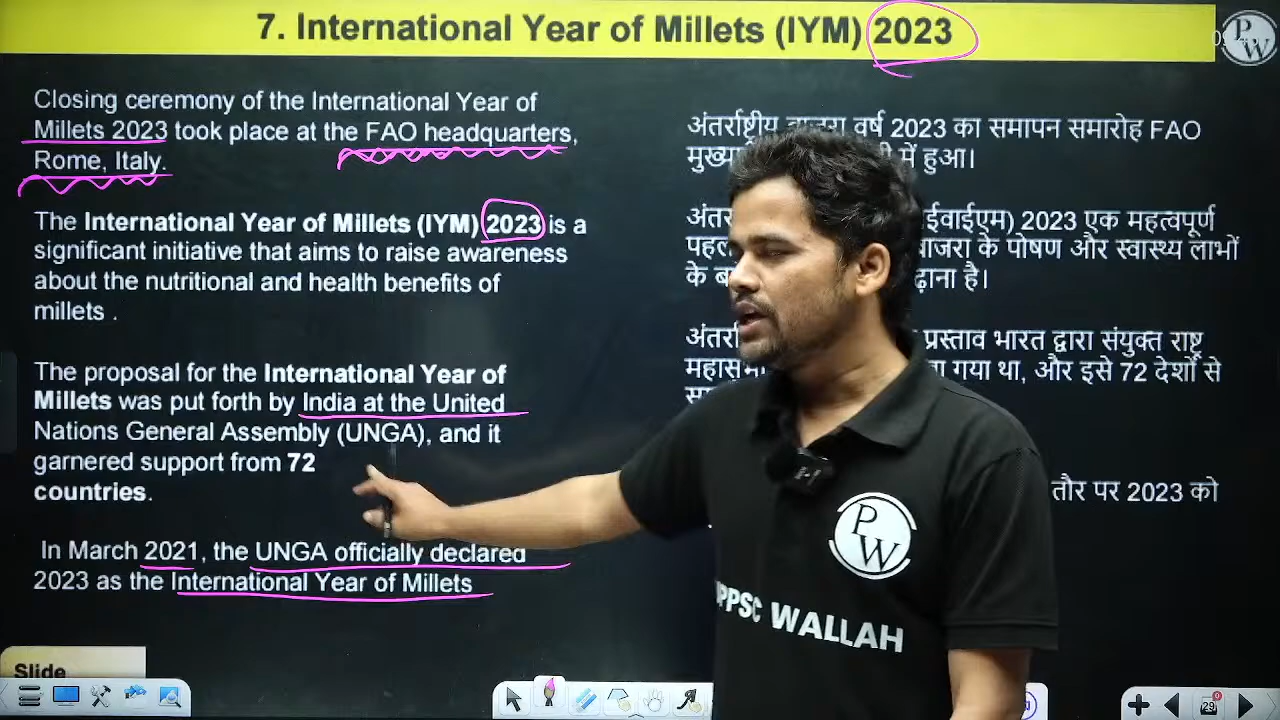 7. International Year of Millets (IYM) 2023
PW
Closing ceremony of the International Year of
Millets 2023 took place at the FAO headquarters,
Rome, Italy.
The International Year of Millets (IYM) 2023 is a
significant initiative that aims to raise awareness
about the nutritional and health benefits of
millets .
The proposal for the International Year of
Millets was put forth by India at the United
Nations General Assembly (UNGA), and it
garnered support from 72
countries.
In March 2021, the UNGA officially declared
2023 as the International Year of Millets
अंतर्राष्ट्रीय बाजरा वर्ष 2023 का समापन समारोह FAO
में हुआ।
2023 एक महत्वपूर्ण
के पोषण और स्वास्थ्य लाभों
है।
प्रस्ताव भारत द्वारा संयुक्त राष्ट्र
गया था, और इसे 72 देशों से
तौर पर 2023 को
PW
WALLAH
Slide
29